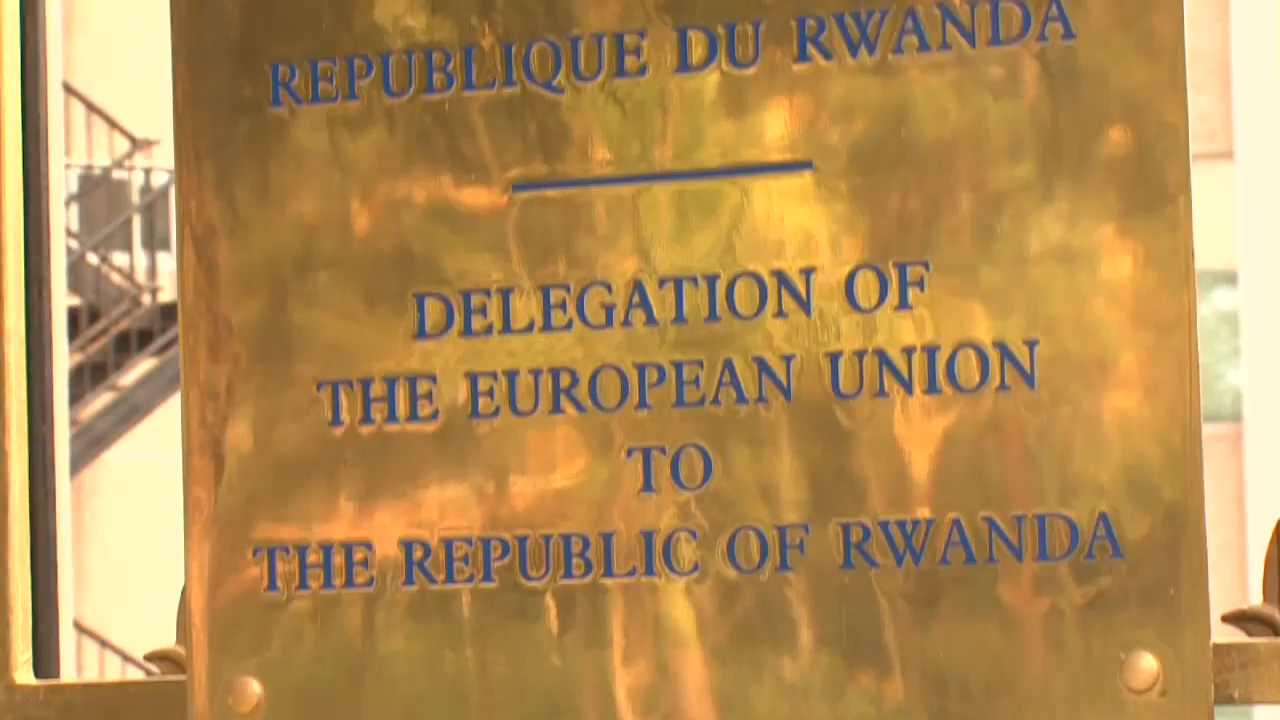 REPUBLIQUE DU RWANDA
DELEGATION OF
THE EUROPEAN UNION
TO
THE REPUBLIC OF RWANDA